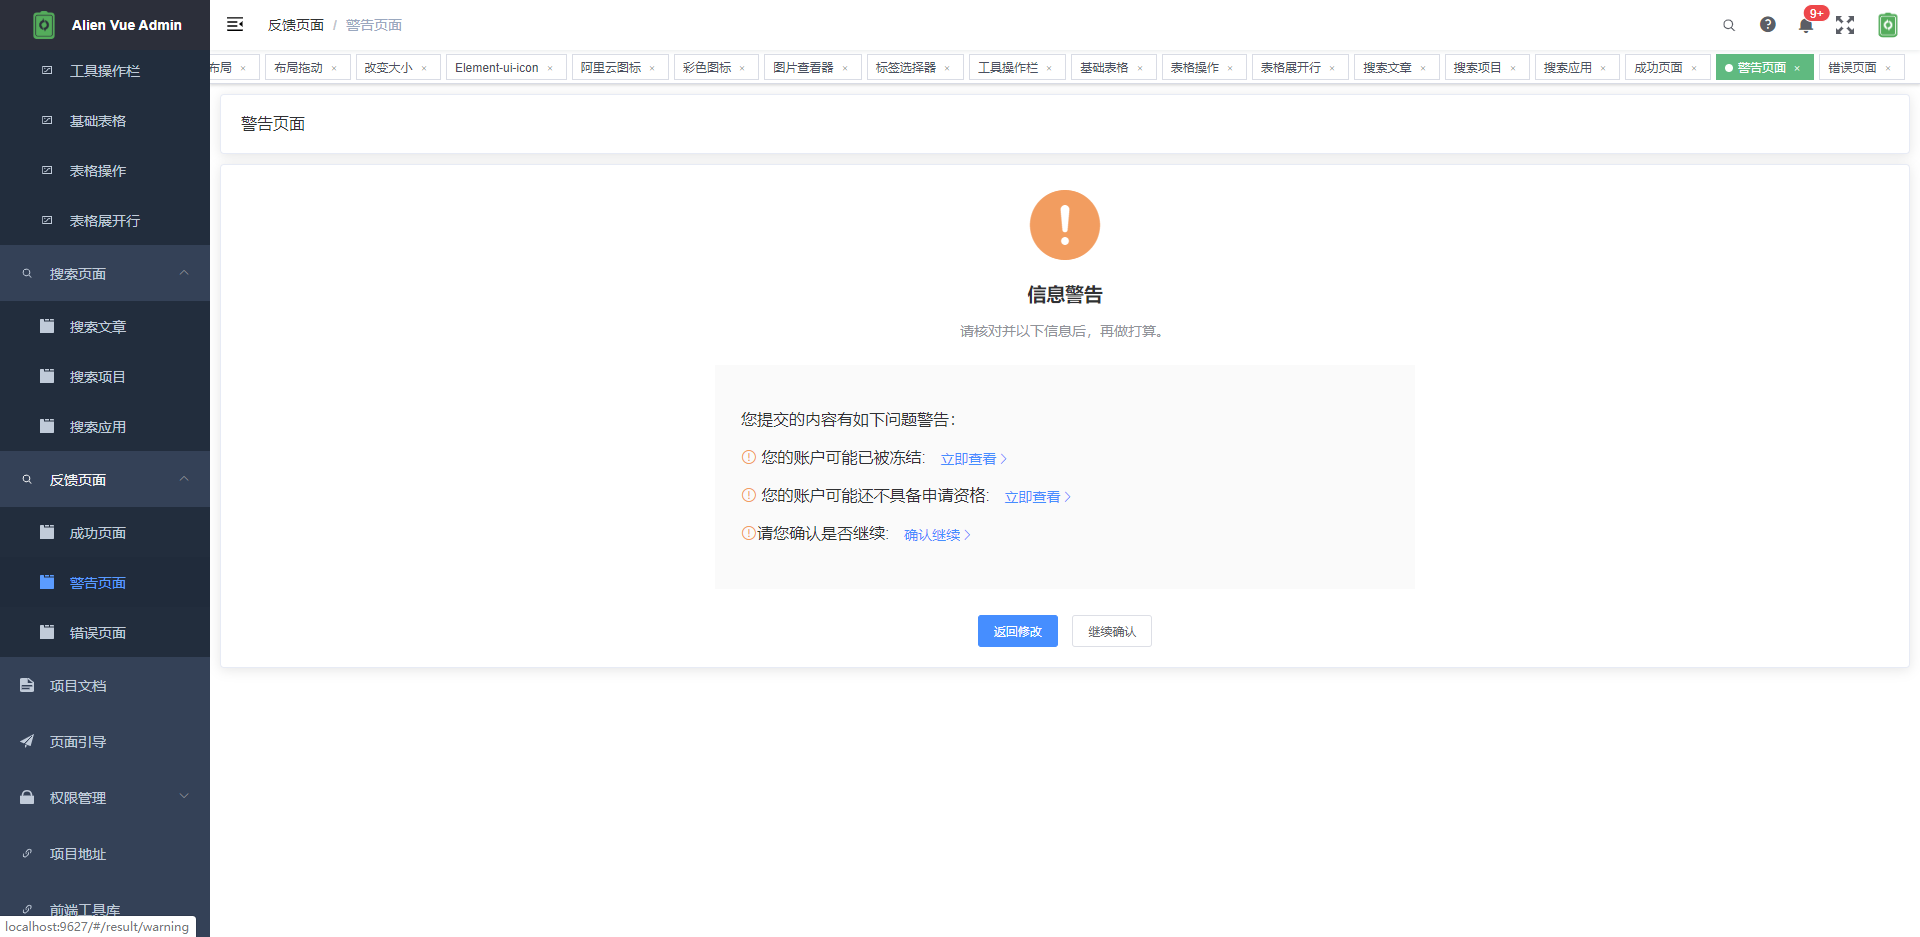 Alien Vue Admin
反馈页面 / 警告页面
9+
布局 ×
布局拖动 ×
改变大小 ×
Element-ui-icon ×
阿里云图标 ×
彩色图标 ×
图片查看器 ×
标签选择器 ×
工具操作栏 ×
基础表格 ×
表格操作 ×
表格展开行 ×
搜索文章 ×
搜索项目 ×
搜索应用 ×
成功页面 ×
警告页面 ×
错误页面 ×
工具操作栏
基础表格
表格操作
表格展开行
搜索页面
搜索文章
搜索项目
搜索应用
反馈页面
成功页面
警告页面
错误页面
项目文档
页面引导
权限管理
项目地址
前端工具库
localhost:9627/#/result/warning
警告页面
信息警告
请核对并以下信息后，再做打算。
您提交的内容有如下问题警告：
您的账户可能已被冻结: 立即查看 >
您的账户可能还不具备申请资格: 立即查看 >
请您确认是否继续: 确认继续 >
返回修改 继续确认